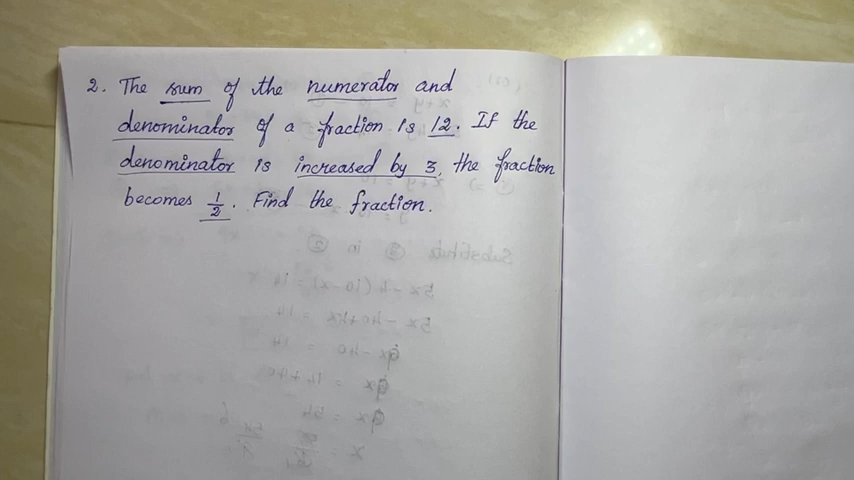 2. The sum of the numerator and
denominator of a fraction is 12. If the
denominator is increased by 3, the fraction
becomes 1/2. Find the fraction.